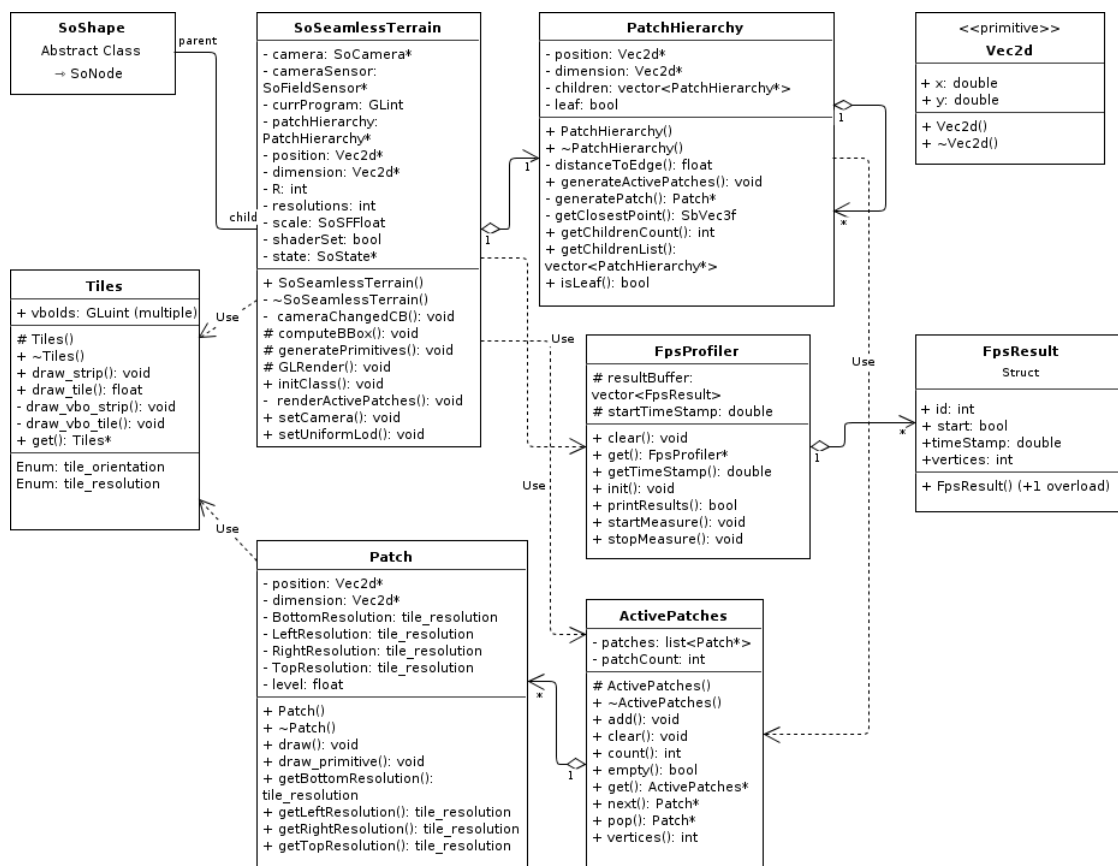 SoShape
Abstract Class
⊸ SoNode
parent
child
SoSeamlessTerrain
- camera: SoCamera*
- cameraSensor:
SoFieldSensor*
- currProgram: GLint
- patchHierarchy:
PatchHierarchy*
- position: Vec2d*
- dimension: Vec2d*
- R: int
- resolutions: int
- scale: SoSFFloat
- shaderSet: bool
- state: SoState*
+ SoSeamlessTerrain()
- ~SoSeamlessTerrain()
- cameraChangedCB(): void
# computeBBox(): void
# generatePrimitives(): void
# GLRender(): void
+ initClass(): void
- renderActivePatches(): void
+ setCamera(): void
+ setUniformLod(): void
1
1
PatchHierarchy
- position: Vec2d*
- dimension: Vec2d*
- children: vector<PatchHierarchy*>
- leaf: bool
+ PatchHierarchy()
+ ~PatchHierarchy()
- distanceToEdge(): float
+ generateActivePatches(): void
- generatePatch(): Patch*
- getClosestPoint(): SbVec3f
+ getChildrenCount(): int
+ getChildrenList():
vector<PatchHierarchy*>
+ isLeaf(): bool
1
*
<<primitive>>
Vec2d
+ x: double
+ y: double
+ Vec2d()
+ ~Vec2d()
Tiles
+ vboIds: GLuint (multiple)
# Tiles()
+ ~Tiles()
+ draw_strip(): void
+ draw_tile(): float
- draw_vbo_strip(): void
- draw_vbo_tile(): void
+ get(): Tiles*
Enum: tile_orientation
Enum: tile_resolution
Use
Use
Use
Use
Use
FpsProfiler
# resultBuffer:
vector<FpsResult>
# startTimeStamp: double
+ clear(): void
+ get(): FpsProfiler*
+ getTimeStamp(): double
+ init(): void
+ printResults(): bool
+ startMeasure(): void
+ stopMeasure(): void
1
*
FpsResult
Struct
+ id: int
+ start: bool
+timeStamp: double
+vertices: int
+ FpsResult() (+1 overload)
Patch
- position: Vec2d*
- dimension: Vec2d*
- BottomResolution: tile_resolution
- LeftResolution: tile_resolution
- RightResolution: tile_resolution
- TopResolution: tile_resolution
- level: float
+ Patch()
+ ~Patch()
+ draw(): void
+ draw_primitive(): void
+ getBottomResolution():
tile_resolution
+ getLeftResolution(): tile_resolution
+ getRightResolution(): tile_resolution
+ getTopResolution: tile_resolution
*
1
ActivePatches
- patches: list<Patch*>
- patchCount: int
# ActivePatches()
+ ~ActivePatches()
+ add(): void
+ clear(): void
+ count(): int
+ empty(): bool
+ get(): ActivePatches*
+ next(): Patch*
+ pop(): Patch*
+ vertices(): int